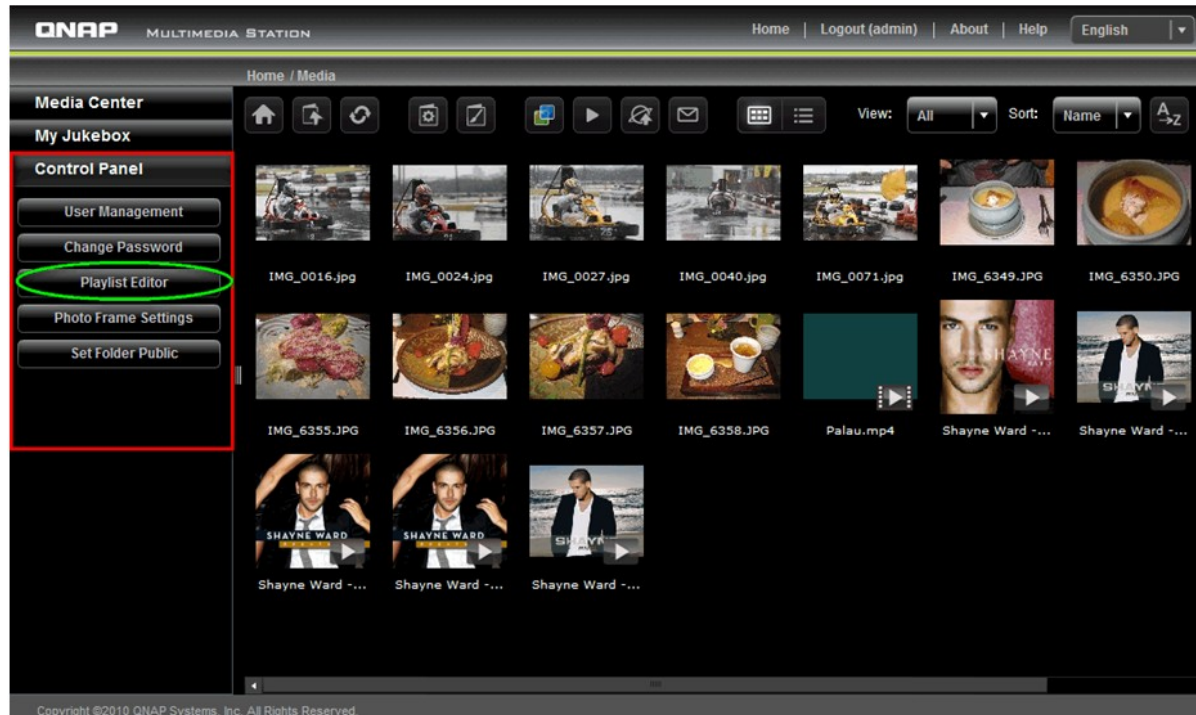 QNAP MULTIMEDIA STATION
Home | Logout (admin) | About | Help English
Home / Media
Media Center
My Jukebox
Control Panel
User Management
Change Password
Playlist Editor
Photo Frame Settings
Set Folder Public
View: All Sort: Name A→Z
IMG_0016.jpg IMG_0024.jpg IMG_0027.jpg IMG_0040.jpg IMG_0071.jpg IMG_6349.JPG IMG_6350.JPG
SHAYNE
IMG_6355.JPG IMG_6356.JPG IMG_6357.JPG IMG_6358.JPG Palau.mp4 Shayne Ward -... Shayne Ward -...
SHAYNE WARD SHAYNE WARD
Shayne Ward -... Shayne Ward -... Shayne Ward -...
Copyright ©2010 QNAP Systems, Inc. All Rights Reserved.